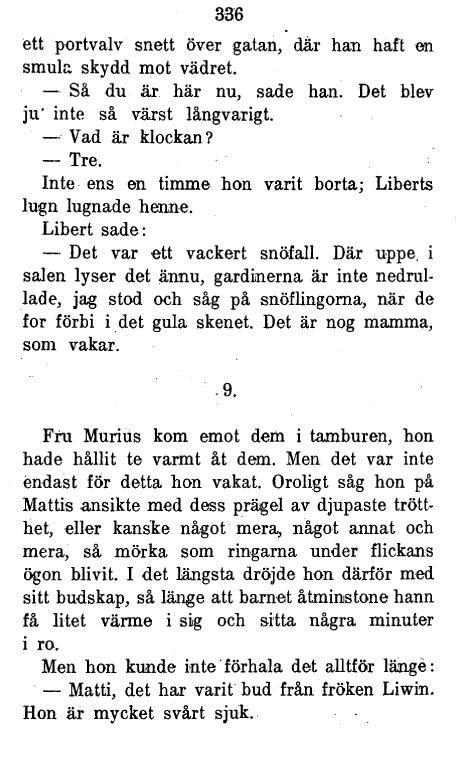 336
ett portvalv snett över gatan, där han haft en
smula skydd mot vädret.
— Så du är här nu, sade han. Det blev
ju inte så värst långvarigt.
— Vad är klockan?
— Tre.
Inte ens en timme hon varit borta; Liberts
lugn lugnade henne.
Libert sade:
— Det var ett vackert snöfall. Där uppe i
salen lyser det ännu, gardinerna är inte nedrul-
lade, jag stod och såg på snöflingorna, när de
for förbi i det gula skenet. Det är nog mamma,
som vakar.
9.
Fru Murius kom emot dem i tamburen, hon
hade hållit te varmt åt dem. Men det var inte
endast för detta hon vakat. Oroligt såg hon på
Mattis ansikte med dess prägel av djupaste trött-
het, eller kanske något mera, något annat och
mera, så mörka som ringarna under flickans
ögon blivit. I det längsta dröjde hon därför med
sitt budskap, så länge att barnet åtminstone hann
få litet värme i sig och sitta några minuter
i ro.
Men hon kunde inte förhala det alltför länge:
— Matti, det har varit bud från fröken Liwin.
Hon är mycket svårt sjuk.